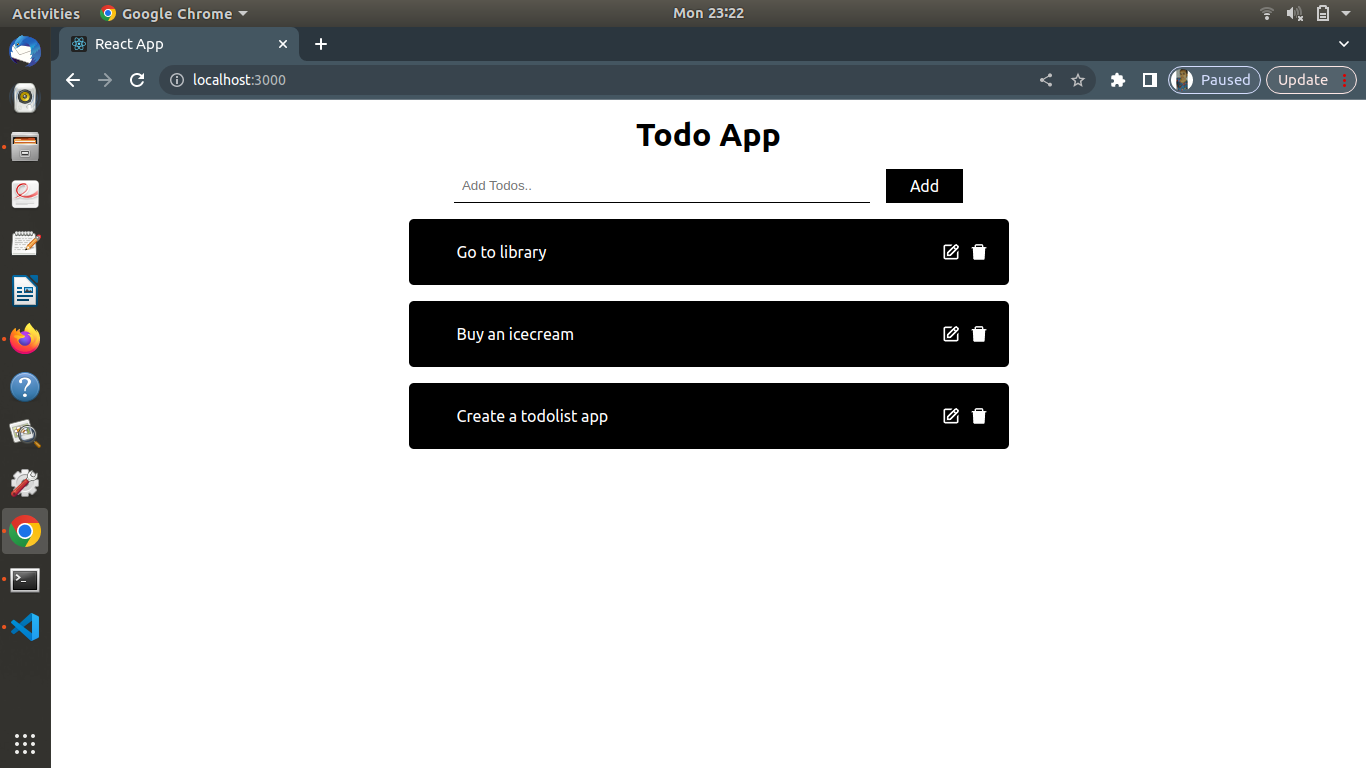 Activities Google Chrome Mon 23:22
React App
localhost:3000 Paused Update
Todo App
Add Todos.. Add
Go to library
Buy an icecream
Create a todolist app